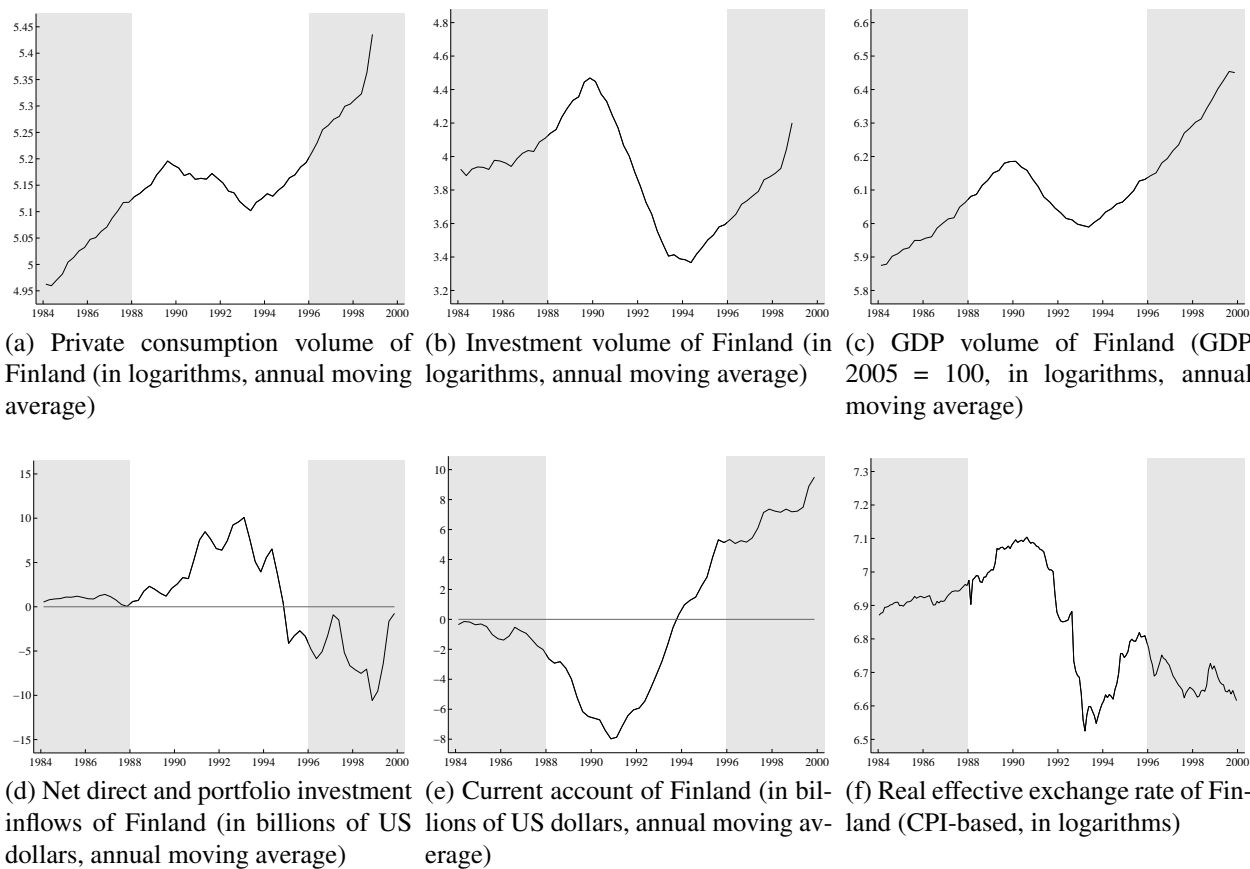 5.45
5.4
5.35
5.3
5.25
5.2
5.15
5.1
5.05
5
4.95
1984 1986 1988 1990 1992 1994 1996 1998 2000
(a) Private consumption volume of
Finland (in logarithms, annual moving
average)
4.8
4.6
4.4
4.2
4
3.8
3.6
3.4
3.2
1984 1986 1988 1990 1992 1994 1996 1998 2000
(b) Investment volume of Finland (in
logarithms, annual moving average)
6.6
6.5
6.4
6.3
6.2
6.1
6
5.9
5.8
1984 1986 1988 1990 1992 1994 1996 1998 2000
(c) GDP volume of Finland (GDP
2005 = 100, in logarithms, annual
moving average)
15
10
5
0
−5
−10
−15
1984 1986 1988 1990 1992 1994 1996 1998 2000
(d) Net direct and portfolio investment
inflows of Finland (in billions of US
dollars, annual moving average)
10
8
6
4
2
0
−2
−4
−6
−8
1984 1986 1988 1990 1992 1994 1996 1998 2000
(e) Current account of Finland (in bil-
lions of US dollars, annual moving av-
erage)
7.3
7.2
7.1
7
6.9
6.8
6.7
6.6
6.5
1984 1986 1988 1990 1992 1994 1996 1998 2000
(f) Real effective exchange rate of Fin-
land (CPI-based, in logarithms)